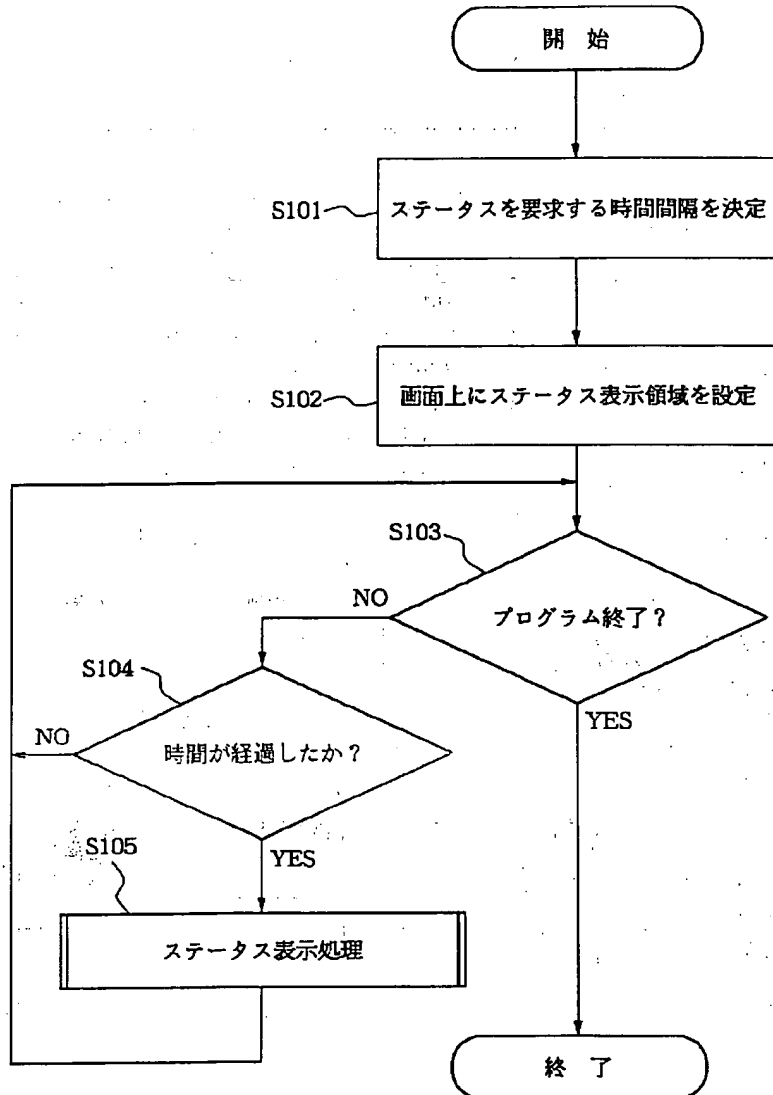 開 始
S101
ステータスを要求する時間間隔を決定
S102
画面上にステータス表示領域を設定
S103
プログラム終了？
NO
YES
S104
時間が経過したか？
NO
YES
S105
ステータス表示処理
終 了